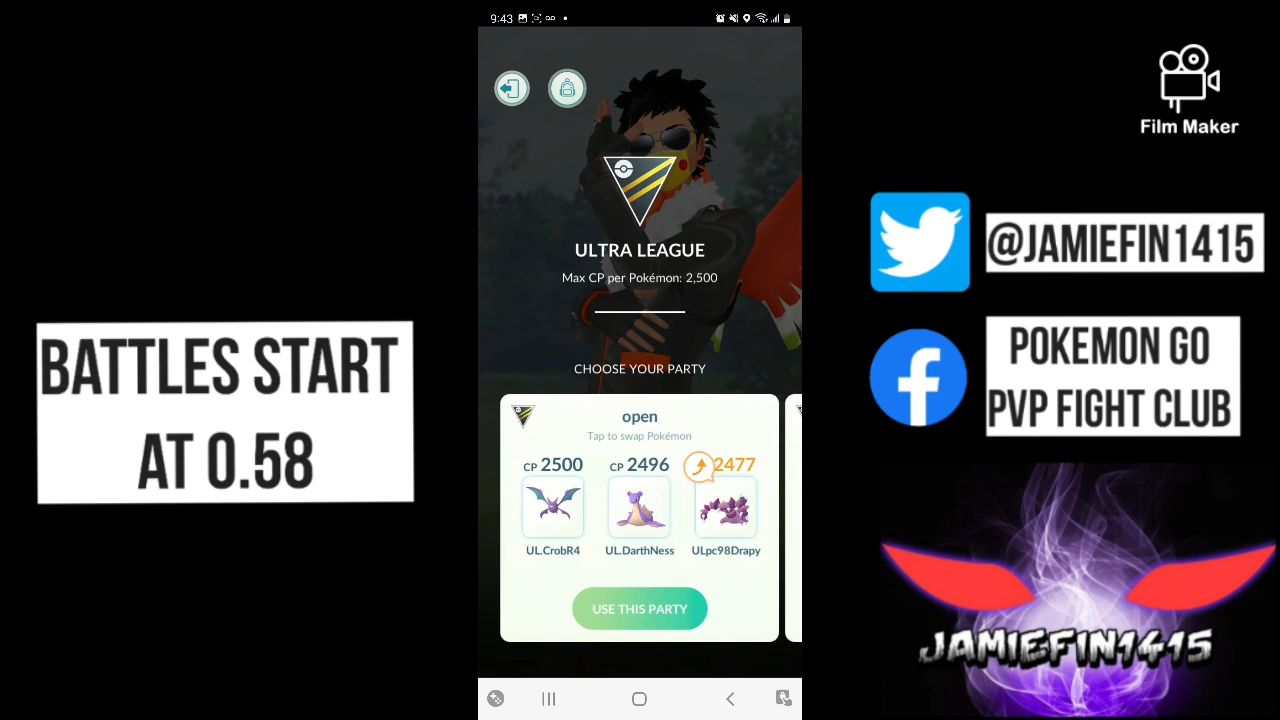 9:43
Film Maker
ULTRA LEAGUE
Max CP per Pokémon: 2,500
@JAMIEFIN1415
BATTLES START
AT 0.58
POKEMON GO
PVP FIGHT CLUB
CHOOSE YOUR PARTY
open
Tap to swap Pokémon
CP 2500 CP 2496 2477
UL.CrobR4 UL.DarthNess ULpc98Drapy
USE THIS PARTY
JAMIEFIN1415